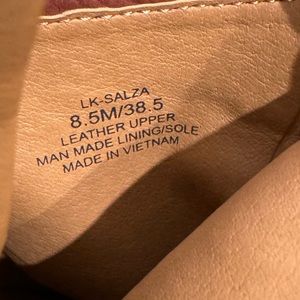 LK-SALZA
8.5M/38.5
LEATHER UPPER
MAN MADE LINING/SOLE
MADE IN VIETNAM